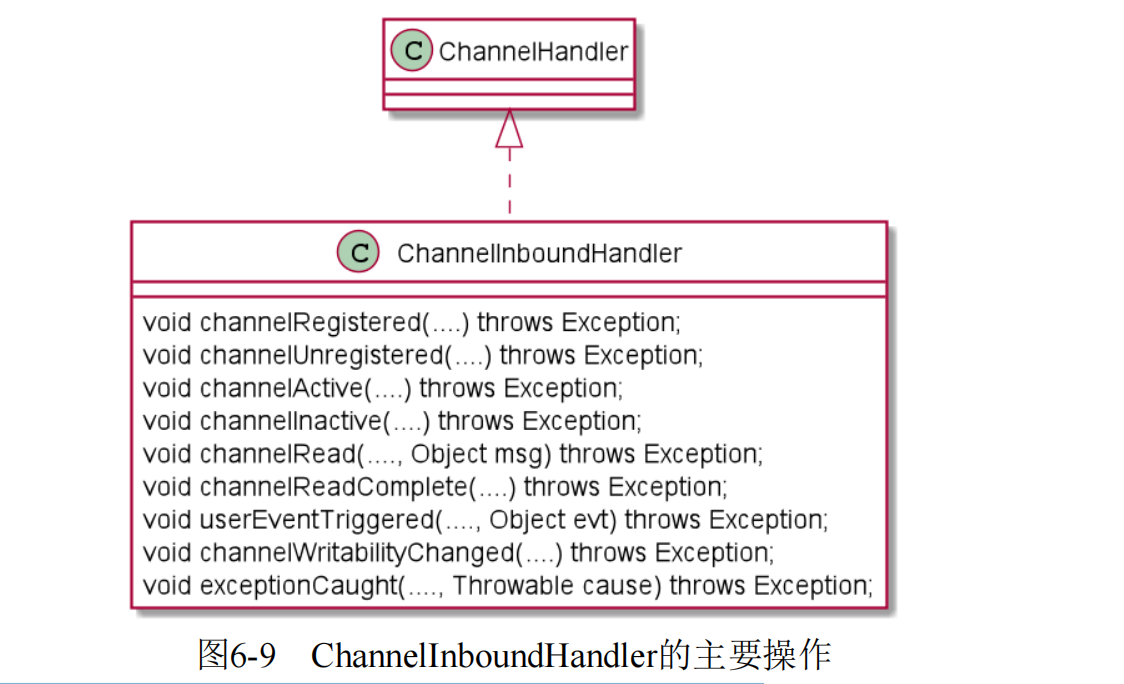 C ChannelHandler
C ChannelInboundHandler
void channelRegistered(....) throws Exception;
void channelUnregistered(....) throws Exception;
void channelActive(....) throws Exception;
void channelInactive(....) throws Exception;
void channelRead(...., Object msg) throws Exception;
void channelReadComplete(....) throws Exception;
void userEventTriggered(...., Object evt) throws Exception;
void channelWritabilityChanged(....) throws Exception;
void exceptionCaught(...., Throwable cause) throws Exception;
图6-9 ChannelInboundHandler的主要操作